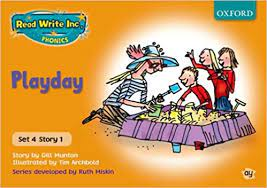 OXFORD
Read Write Inc.
PHONICS
Playday
Set 4 Story 1
Story by Gill Munton
Illustrated by Tim Archbold
Series developed by Ruth Miskin
ay